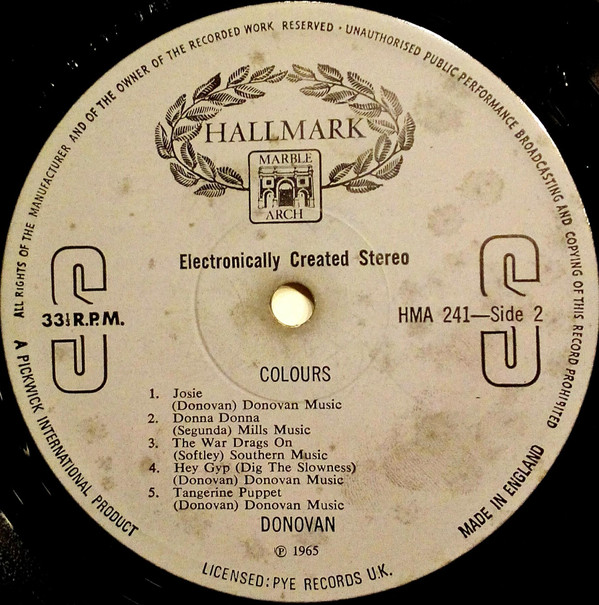 ALL RIGHTS OF THE MANUFACTURER AND OF THE OWNER OF THE RECORDED WORK RESERVED · UNAUTHORISED PUBLIC PERFORMANCE BROADCASTING AND COPYING OF THIS RECORD PROHIBITED
HALLMARK
MARBLE
ARCH
Electronically Created Stereo
33⅓ R.P.M.
HMA 241—Side 2
COLOURS
1. Josie
(Donovan) Donovan Music
2. Donna Donna
(Segunda) Mills Music
3. The War Drags On
(Softley) Southern Music
4. Hey Gyp (Dig The Slowness)
(Donovan) Donovan Music
5. Tangerine Puppet
(Donovan) Donovan Music
DONOVAN
℗ 1965
A PICKWICK INTERNATIONAL PRODUCT
LICENSED: PYE RECORDS U.K.
MADE IN ENGLAND